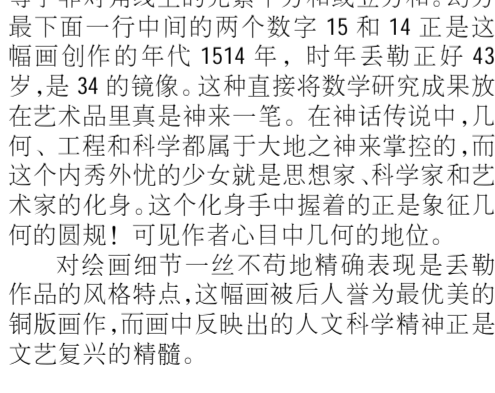 等于非对角线上的元素平方和或立方和。幻方
最下面一行中间的两个数字 15 和 14 正是这
幅画创作的年代 1514 年，时年丢勒正好 43
岁,是 34 的镜像。这种直接将数学研究成果放
在艺术品里真是神来一笔。在神话传说中,几
何、工程和科学都属于大地之神来掌控的,而
这个内秀外忧的少女就是思想家、科学家和艺
术家的化身。这个化身手中握着的正是象征几
何的圆规！可见作者心目中几何的地位。
对绘画细节一丝不苟地精确表现是丢勒
作品的风格特点,这幅画被后人誉为最优美的
铜版画作,而画中反映出的人文科学精神正是
文艺复兴的精髓。